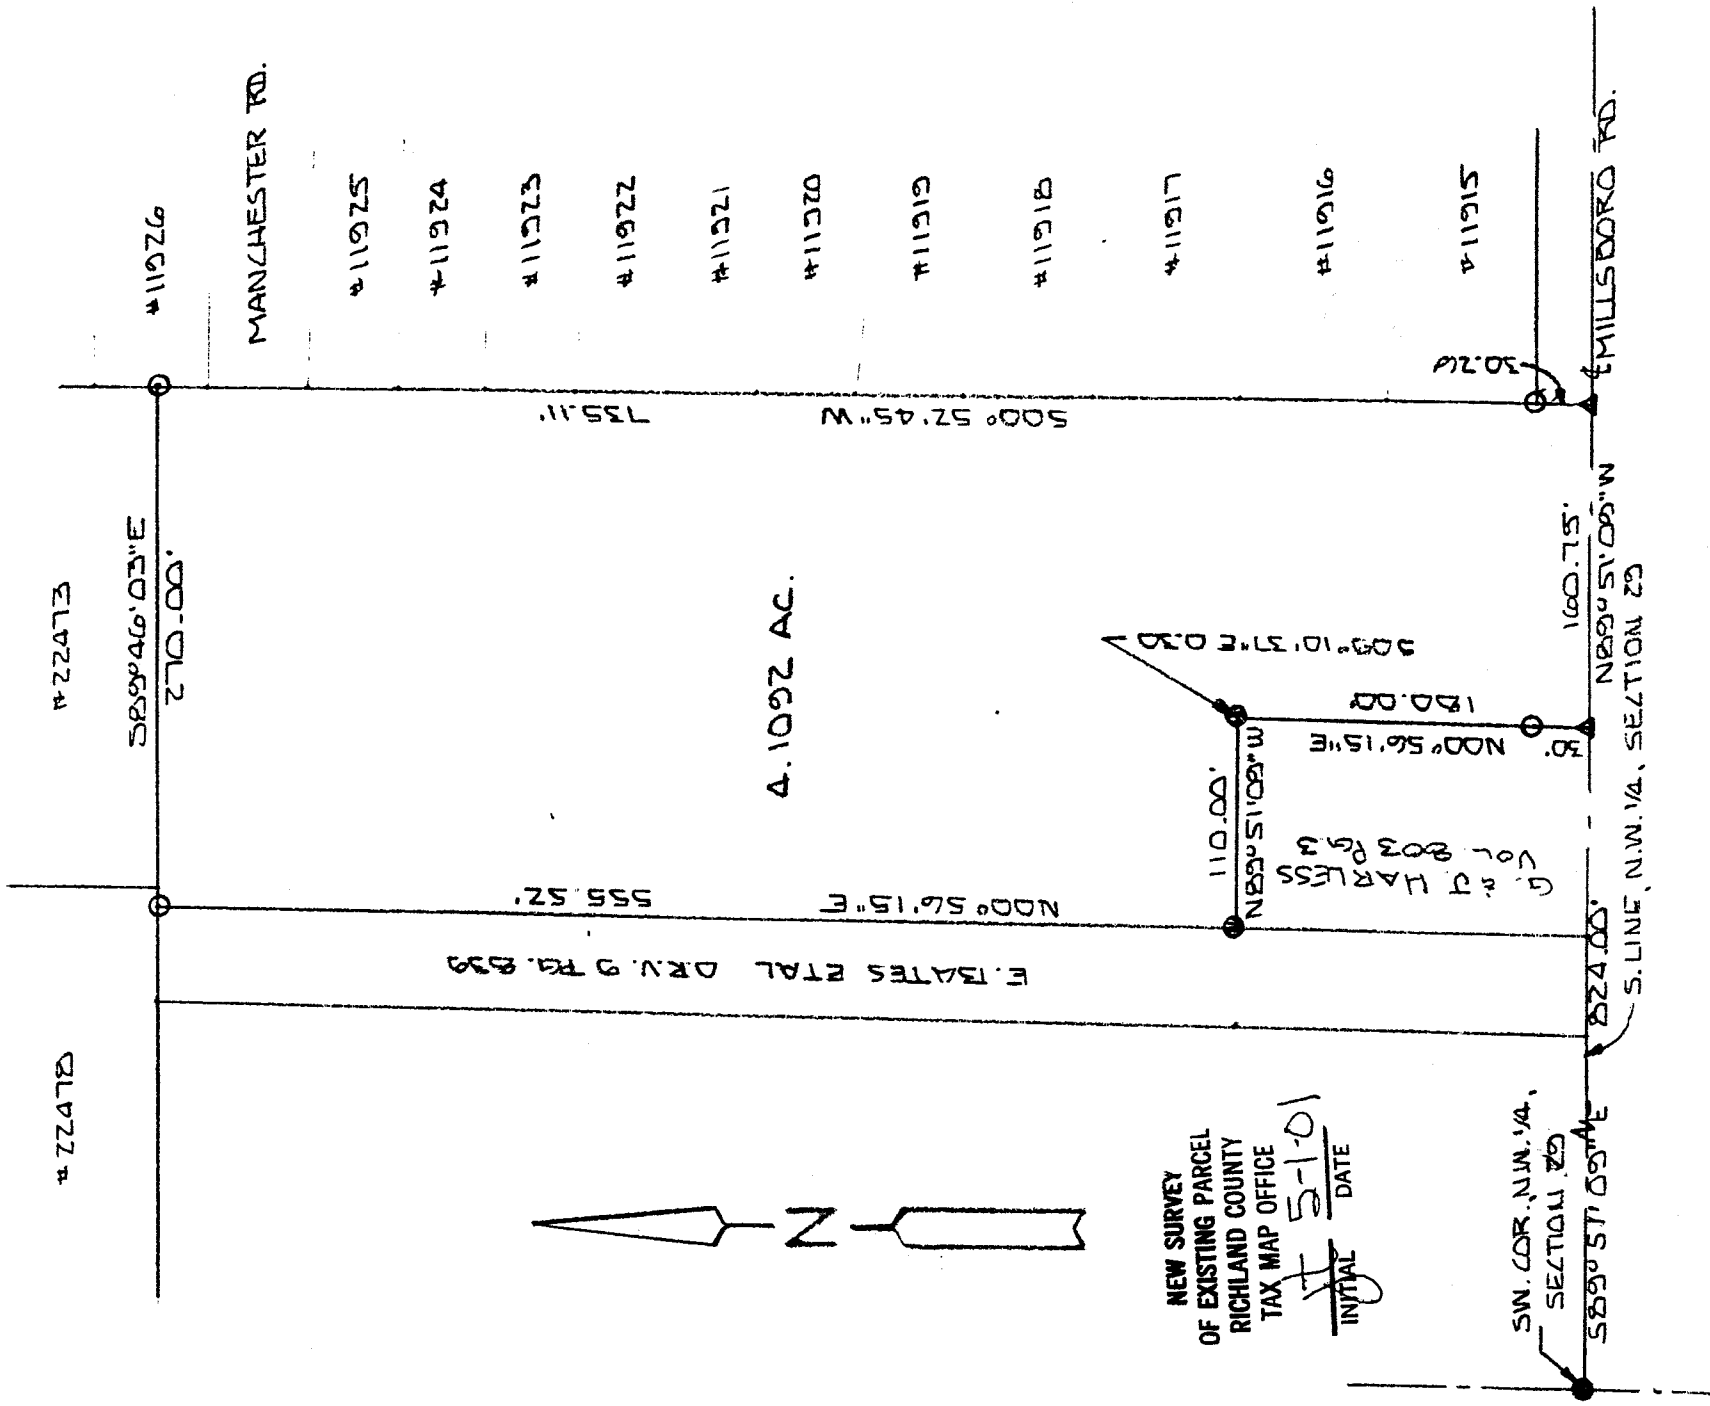 #22478
#22473
#11926
MANCHESTER RD.
#11925
#11924
#11923
#11922
#11921
#11920
#11919
#11918
#11917
#11916
#11915
S89°46'03"E
270.00'
S00°52'45"W
735.11'
30.26
4.1092 AC.
E. BATES ETAL D.R.V. 9 PG. 839
N00°56'15"E
555.52'
110.00'
N89°51'09"W
S09°10'37"E 0.30
N00°56'15"E
180.00'
30'
G. & J. HARLESS
VOL. 803 PG. 3
160.75'
N89°51'09"W
℄ MILLSBORO RD.
S. LINE, N.W. 1/4, SECTION 29
824.00'
S89°51'09"E
SW. COR., N.W. 1/4,
SECTION 29
N
NEW SURVEY
OF EXISTING PARCEL
RICHLAND COUNTY
TAX MAP OFFICE
5-1-01
INITIAL DATE